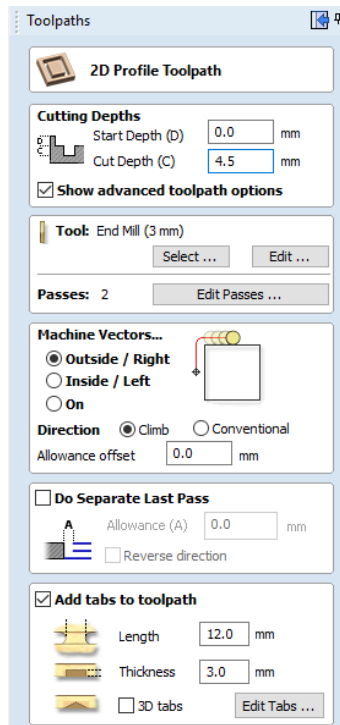 Toolpaths
2D Profile Toolpath
Cutting Depths
Start Depth (D) 0.0 mm
Cut Depth (C) 4.5 mm
Show advanced toolpath options
Tool: End Mill (3 mm)
Select ... Edit ...
Passes: 2 Edit Passes ...
Machine Vectors...
Outside / Right
Inside / Left
On
Direction Climb Conventional
Allowance offset 0.0 mm
Do Separate Last Pass
A Allowance (A) 0.0 mm
Reverse direction
Add tabs to toolpath
Length 12.0 mm
Thickness 3.0 mm
3D tabs Edit Tabs ...